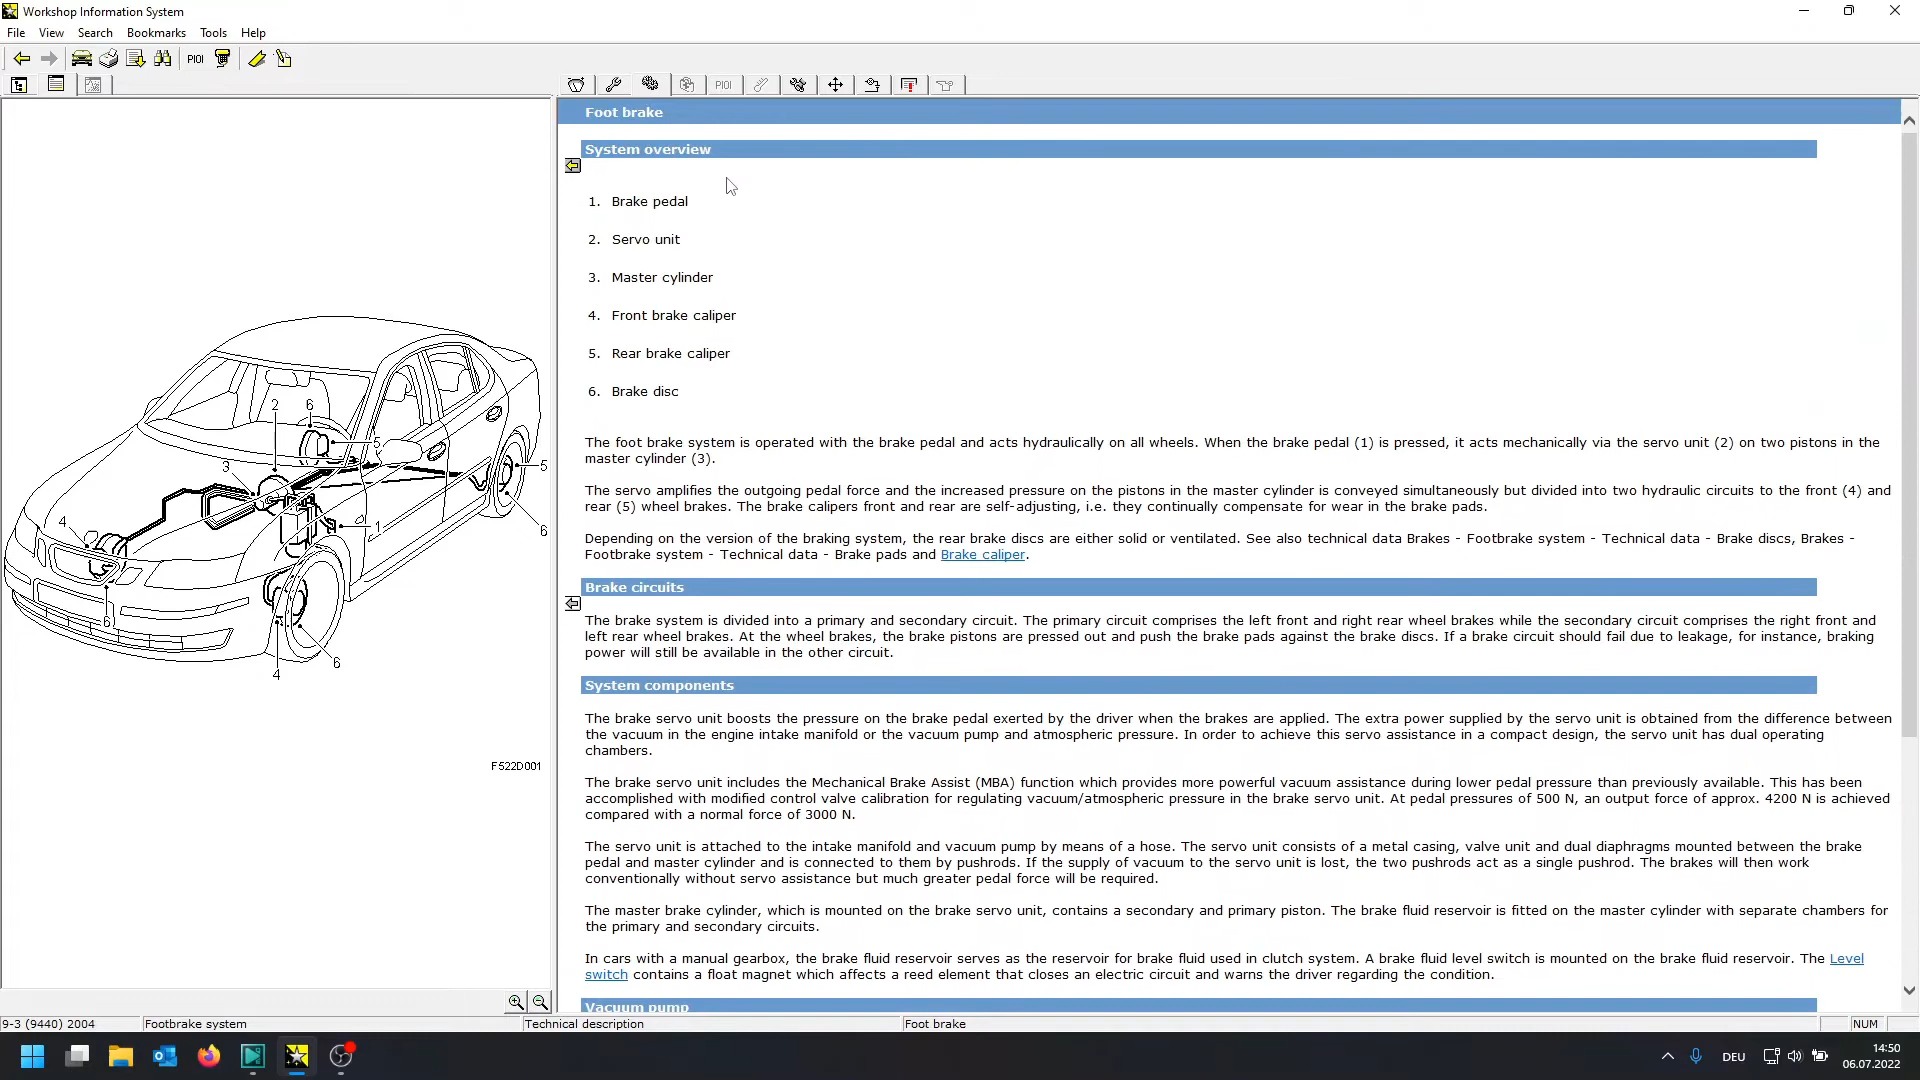 Workshop Information System
File View Search Bookmarks Tools Help
PIOI
PIOI
Foot brake
System overview
1. Brake pedal
2. Servo unit
3. Master cylinder
4. Front brake caliper
5. Rear brake caliper
6. Brake disc
The foot brake system is operated with the brake pedal and acts hydraulically on all wheels. When the brake pedal (1) is pressed, it acts mechanically via the servo unit (2) on two pistons in the
master cylinder (3).
The servo amplifies the outgoing pedal force and the increased pressure on the pistons in the master cylinder is conveyed simultaneously but divided into two hydraulic circuits to the front (4) and
rear (5) wheel brakes. The brake calipers front and rear are self-adjusting, i.e. they continually compensate for wear in the brake pads.
Depending on the version of the braking system, the rear brake discs are either solid or ventilated. See also technical data Brakes - Footbrake system - Technical data - Brake discs, Brakes -
Footbrake system - Technical data - Brake pads and Brake caliper.
Brake circuits
The brake system is divided into a primary and secondary circuit. The primary circuit comprises the left front and right rear wheel brakes while the secondary circuit comprises the right front and
left rear wheel brakes. At the wheel brakes, the brake pistons are pressed out and push the brake pads against the brake discs. If a brake circuit should fail due to leakage, for instance, braking
power will still be available in the other circuit.
System components
The brake servo unit boosts the pressure on the brake pedal exerted by the driver when the brakes are applied. The extra power supplied by the servo unit is obtained from the difference between
the vacuum in the engine intake manifold or the vacuum pump and atmospheric pressure. In order to achieve this servo assistance in a compact design, the servo unit has dual operating
chambers.
The brake servo unit includes the Mechanical Brake Assist (MBA) function which provides more powerful vacuum assistance during lower pedal pressure than previously available. This has been
accomplished with modified control valve calibration for regulating vacuum/atmospheric pressure in the brake servo unit. At pedal pressures of 500 N, an output force of approx. 4200 N is achieved
compared with a normal force of 3000 N.
The servo unit is attached to the intake manifold and vacuum pump by means of a hose. The servo unit consists of a metal casing, valve unit and dual diaphragms mounted between the brake
pedal and master cylinder and is connected to them by pushrods. If the supply of vacuum to the servo unit is lost, the two pushrods act as a single pushrod. The brakes will then work
conventionally without servo assistance but much greater pedal force will be required.
The master brake cylinder, which is mounted on the brake servo unit, contains a secondary and primary piston. The brake fluid reservoir is fitted on the master cylinder with separate chambers for
the primary and secondary circuits.
In cars with a manual gearbox, the brake fluid reservoir serves as the reservoir for brake fluid used in clutch system. A brake fluid level switch is mounted on the brake fluid reservoir. The Level
switch contains a float magnet which affects a reed element that closes an electric circuit and warns the driver regarding the condition.
Vacuum pump
2 6
5
3
5
4
1
6
6
6
4
F522D001
9-3 (9440) 2004 Footbrake system Technical description Foot brake NUM
DEU
14:50
06.07.2022